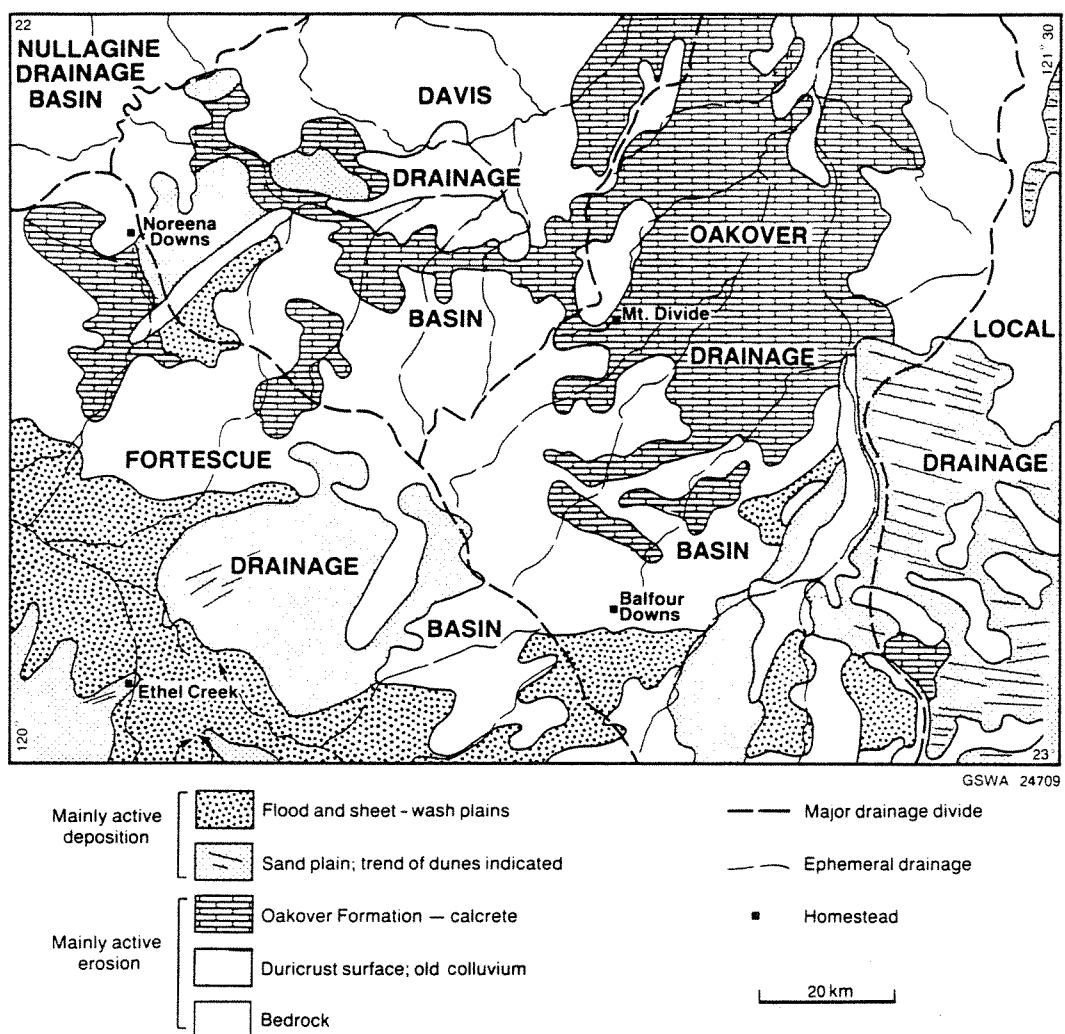 22
121° 30
NULLAGINE
DRAINAGE
BASIN
DAVIS
DRAINAGE
Noreena
Downs
OAKOVER
BASIN
Mt. Divide
LOCAL
DRAINAGE
FORTESCUE
DRAINAGE
DRAINAGE
BASIN
Balfour
Downs
BASIN
Ethel Creek
120°
23°
GSWA 24709
Mainly active
deposition
Flood and sheet - wash plains
Sand plain; trend of dunes indicated
Mainly active
erosion
Oakover Formation — calcrete
Duricrust surface; old colluvium
Bedrock
Major drainage divide
Ephemeral drainage
Homestead
20 km